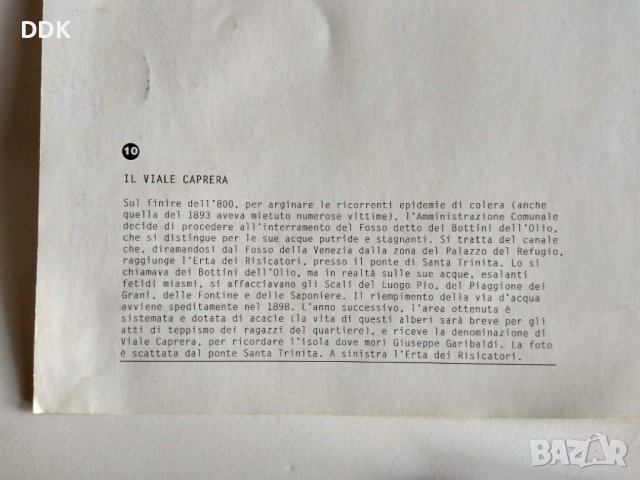 DDK
10
IL VIALE CAPRERA
Sul finire dell'800, per arginare le ricorrenti epidemie di colera (anche
quella del 1893 aveva mietuto numerose vittime), l'Amministrazione Comunale
decide di procedere all'interramento del Fosso detto dei Bottini dell'Olio,
che si distingue per le sue acque putride e stagnanti. Si tratta del canale
che, diramandosi dal Fosso della Venezia dalla zona del Palazzo del Refugio,
raggiunge l'Erta dei Risicatori, presso il ponte di Santa Trinita. Lo si
chiamava dei Bottini dell'Olio, ma in realtà sulle sue acque, esalanti
fetidi miasmi, si affacciavano gli Scali del Luogo Pio, del Piaggione dei
Grani, delle Fontine e delle Saponiere. Il riempimento della via d'acqua
avviene speditamente nel 1898. L'anno successivo, l'area ottenuta è
sistemata e dotata di acacie (la vita di questi alberi sarà breve per gli
atti di teppismo dei ragazzi del quartiere), e riceve la denominazione di
Viale Caprera, per ricordare l'isola dove morì Giuseppe Garibaldi. La foto
è scattata dal ponte Santa Trinita. A sinistra l'Erta dei Risicatori.
BAZAR